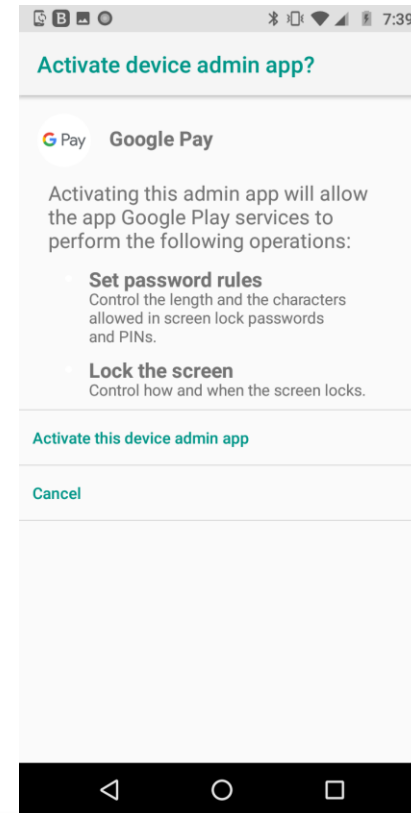 B 7:39
Activate device admin app?
G Pay Google Pay
Activating this admin app will allow
the app Google Play services to
perform the following operations:
Set password rules
Control the length and the characters
allowed in screen lock passwords
and PINs.
Lock the screen
Control how and when the screen locks.
Activate this device admin app
Cancel